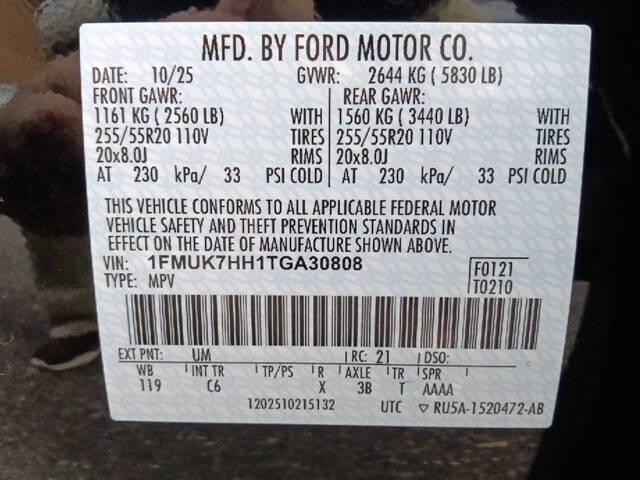 MFD. BY FORD MOTOR CO.
DATE: 10/25 GVWR: 2644 KG ( 5830 LB)
FRONT GAWR: REAR GAWR:
1161 KG ( 2560 LB) WITH 1560 KG ( 3440 LB) WITH
255/55R20 110V TIRES 255/55R20 110V TIRES
20x8.0J RIMS 20x8.0J RIMS
AT 230 kPa/ 33 PSI COLD AT 230 kPa/ 33 PSI COLD
THIS VEHICLE CONFORMS TO ALL APPLICABLE FEDERAL MOTOR
VEHICLE SAFETY AND THEFT PREVENTION STANDARDS IN
EFFECT ON THE DATE OF MANUFACTURE SHOWN ABOVE.
VIN: 1FMUK7HH1TGA30808 F0121
TYPE: MPV T0210
EXT PNT: UM RC: 21 DSO:
WB INT TR TP/PS R AXLE TR SPR
119 C6 X 3B T AAAA
1202510215132 UTC ▽ RU5A-1520472-AB